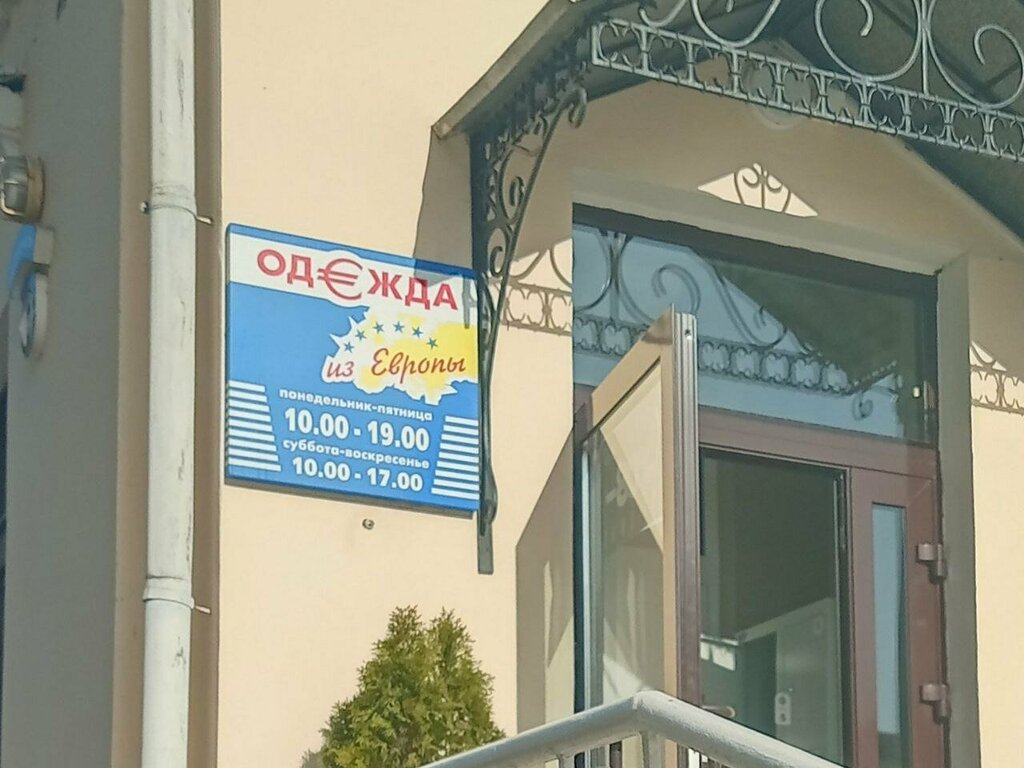 ОД€ЖДА
из Европы
понедельник-пятница
10.00 - 19.00
суббота-воскресенье
10.00 - 17.00